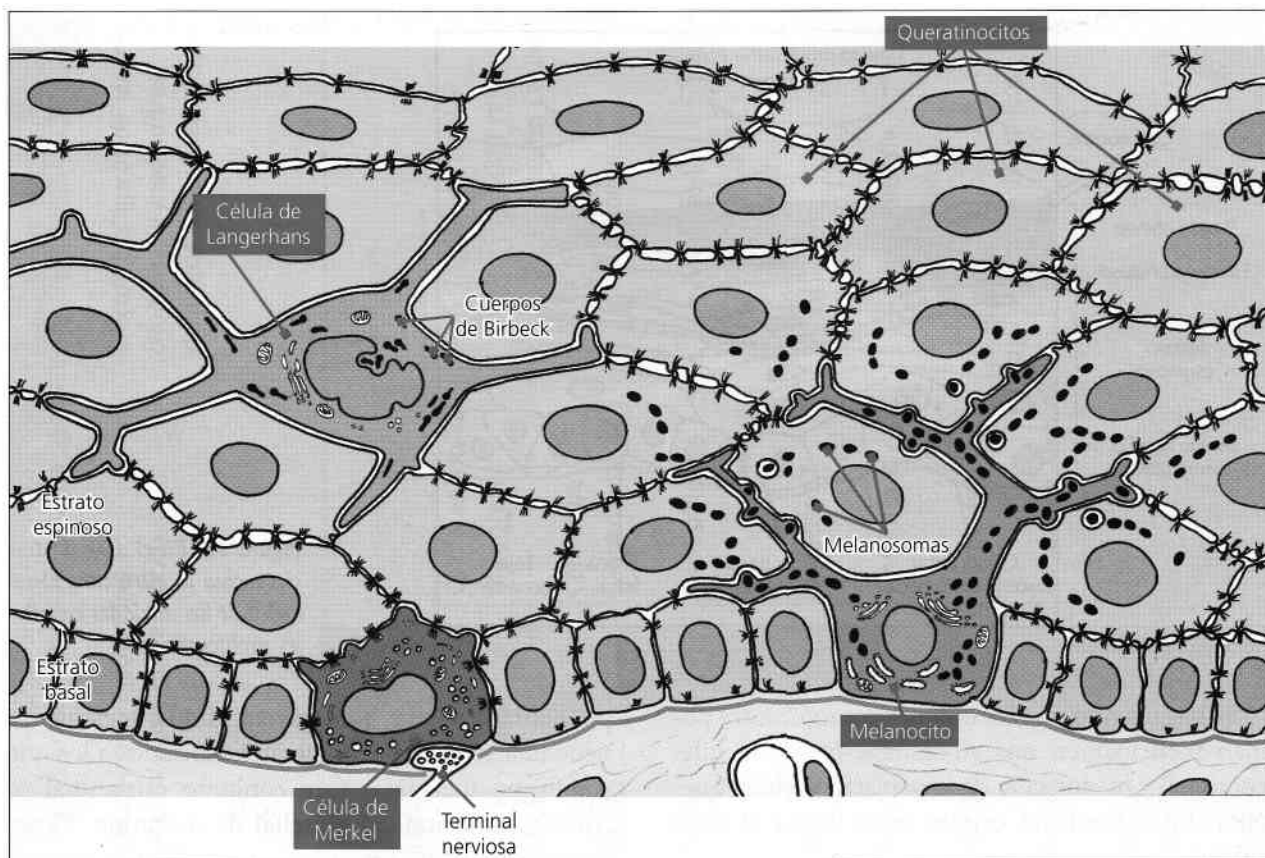 Queratinocitos
Célula de
Langerhans
Cuerpos
de Birbeck
Estrato
espinoso
Melanosomas
Estrato
basal
Melanocito
Célula de
Merkel
Terminal
nerviosa